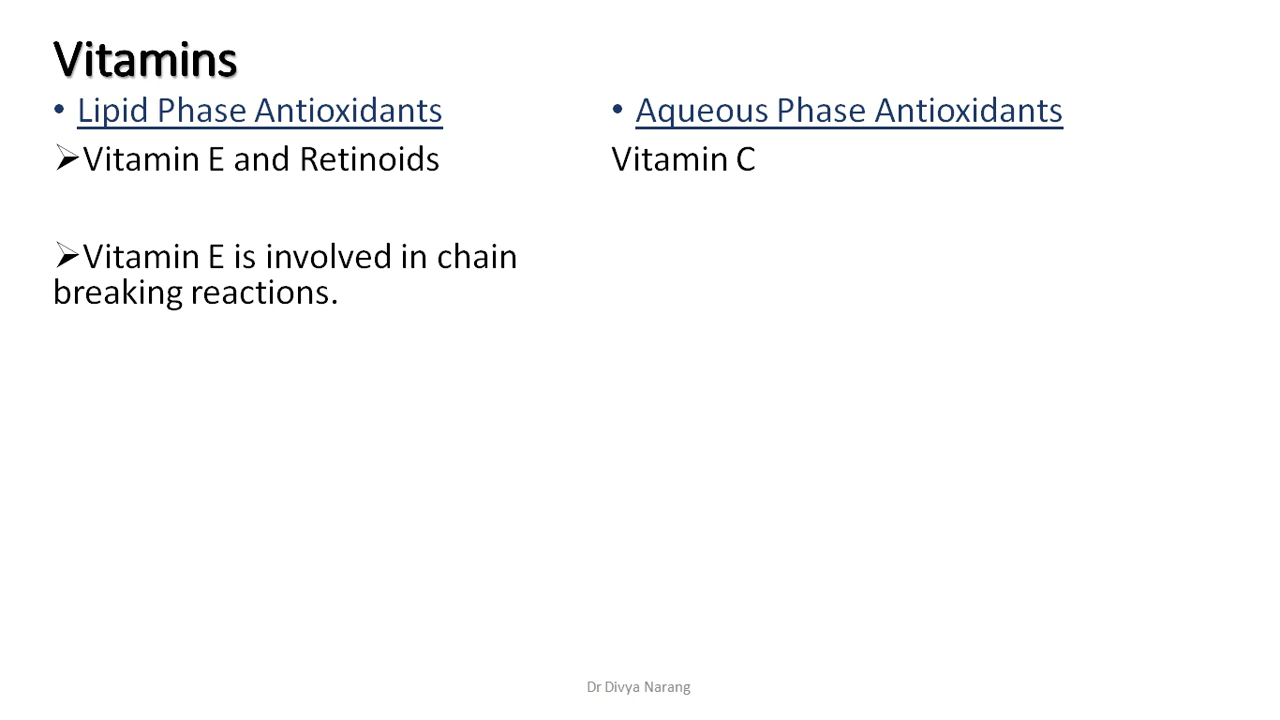 Vitamins
• Lipid Phase Antioxidants
➢Vitamin E and Retinoids
➢Vitamin E is involved in chain
breaking reactions.
• Aqueous Phase Antioxidants
Vitamin C
Dr Divya Narang